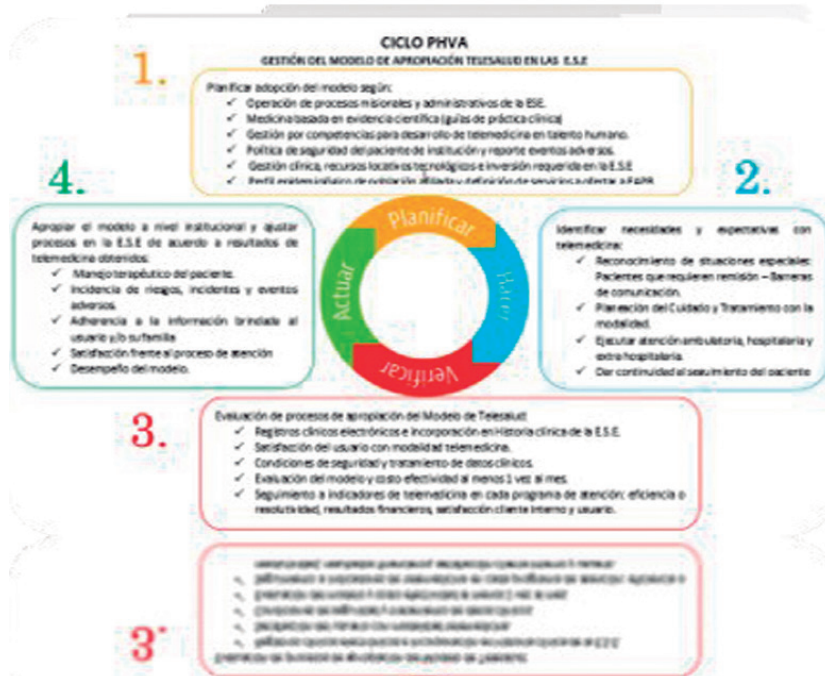 CICLO PHVA
GESTIÓN DEL MODELO DE APROPIACIÓN TELESALUD EN LAS E.S.E
1.
Planificar adopción del modelo según:
✓ Operación de procesos misionales y administrativos de la ESE.
✓ Medicina basada en evidencia científica (guías de práctica clínica)
✓ Gestión por competencias para desarrollo de telemedicina en talento humano.
✓ Política de seguridad del paciente de institución y reporte eventos adversos.
✓ Gestión clínica, recursos locativos tecnológicos e inversión requerida en la E.S.E
✓ Perfil epidemiológico de población afiliada y definición de servicios a ofertar a EAPB
2.
Identificar necesidades y expectativas con
telemedicina:
✓ Reconocimiento de situaciones especiales:
Pacientes que requieren remisión – Barreras
de comunicación.
✓ Planeación del Cuidado y Tratamiento con la
modalidad.
✓ Ejecutar atención ambulatoria, hospitalaria y
extra hospitalaria.
✓ Dar continuidad al seguimiento del paciente
Planificar
Hacer
Verificar
Actuar
3.
Evaluación de procesos de apropiación del Modelo de Telesalud:
✓ Registros clínicos electrónicos e incorporación en Historia clínica de la E.S.E.
✓ Satisfacción del usuario con modalidad telemedicina.
✓ Condiciones de seguridad y tratamiento de datos clínicos.
✓ Evaluación del modelo y costo efectividad al menos 1 vez al mes.
✓ Seguimiento a indicadores de telemedicina en cada programa de atención: eficiencia o
resolutividad, resultados financieros, satisfacción cliente interno y usuario.
4.
Apropiar el modelo a nivel institucional y ajustar
procesos en la E.S.E de acuerdo a resultados de
telemedicina obtenidos:
✓ Manejo terapéutico del paciente.
✓ Incidencia de riesgos, incidentes y eventos
adversos.
✓ Adherencia a la información brindada al
usuario y/o su familia
✓ Satisfacción frente al proceso de atención
✓ Desempeño del modelo.
3.